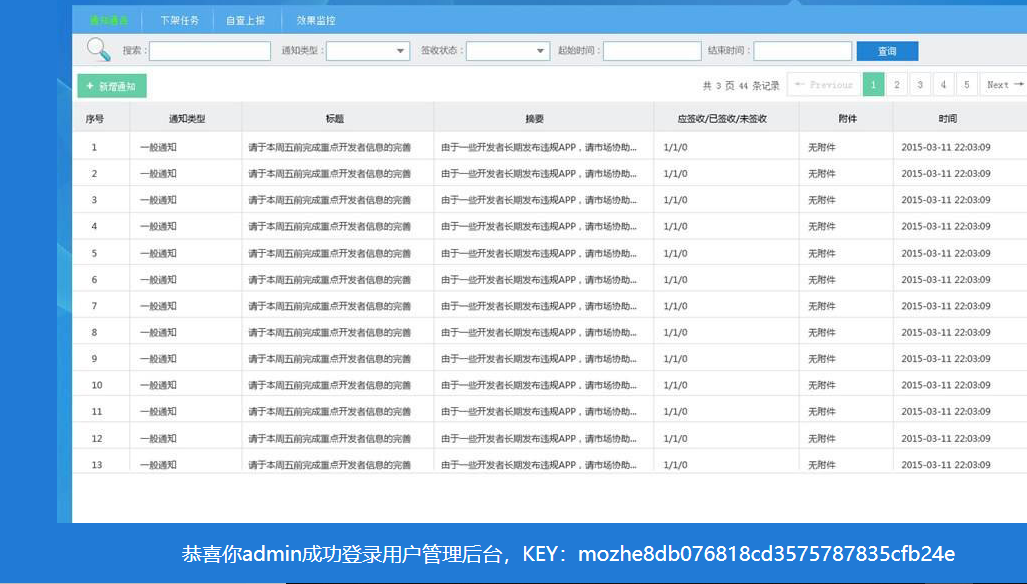 通知通告 下架任务 自查上报 效果监控
搜索： 通知类型： 签收状态： 起始时间： 结束时间： 查询
+ 新增通知 共 3 页 44 条记录 ← Previous 1 2 3 4 5 Next →
序号 通知类型 标题 摘要 应签收/已签收/未签收 附件 时间
1 一般通知 请于本周五前完成重点开发者信息的完善 由于一些开发者长期发布违规APP，请市场协助... 1/1/0 无附件 2015-03-11 22:03:09
2 一般通知 请于本周五前完成重点开发者信息的完善 由于一些开发者长期发布违规APP，请市场协助... 1/1/0 无附件 2015-03-11 22:03:09
3 一般通知 请于本周五前完成重点开发者信息的完善 由于一些开发者长期发布违规APP，请市场协助... 1/1/0 无附件 2015-03-11 22:03:09
4 一般通知 请于本周五前完成重点开发者信息的完善 由于一些开发者长期发布违规APP，请市场协助... 1/1/0 无附件 2015-03-11 22:03:09
5 一般通知 请于本周五前完成重点开发者信息的完善 由于一些开发者长期发布违规APP，请市场协助... 1/1/0 无附件 2015-03-11 22:03:09
6 一般通知 请于本周五前完成重点开发者信息的完善 由于一些开发者长期发布违规APP，请市场协助... 1/1/0 无附件 2015-03-11 22:03:09
7 一般通知 请于本周五前完成重点开发者信息的完善 由于一些开发者长期发布违规APP，请市场协助... 1/1/0 无附件 2015-03-11 22:03:09
8 一般通知 请于本周五前完成重点开发者信息的完善 由于一些开发者长期发布违规APP，请市场协助... 1/1/0 无附件 2015-03-11 22:03:09
9 一般通知 请于本周五前完成重点开发者信息的完善 由于一些开发者长期发布违规APP，请市场协助... 1/1/0 无附件 2015-03-11 22:03:09
10 一般通知 请于本周五前完成重点开发者信息的完善 由于一些开发者长期发布违规APP，请市场协助... 1/1/0 无附件 2015-03-11 22:03:09
11 一般通知 请于本周五前完成重点开发者信息的完善 由于一些开发者长期发布违规APP，请市场协助... 1/1/0 无附件 2015-03-11 22:03:09
12 一般通知 请于本周五前完成重点开发者信息的完善 由于一些开发者长期发布违规APP，请市场协助... 1/1/0 无附件 2015-03-11 22:03:09
13 一般通知 请于本周五前完成重点开发者信息的完善 由于一些开发者长期发布违规APP，请市场协助... 1/1/0 无附件 2015-03-11 22:03:09
恭喜你admin成功登录用户管理后台，KEY：mozhe8db076818cd3575787835cfb24e